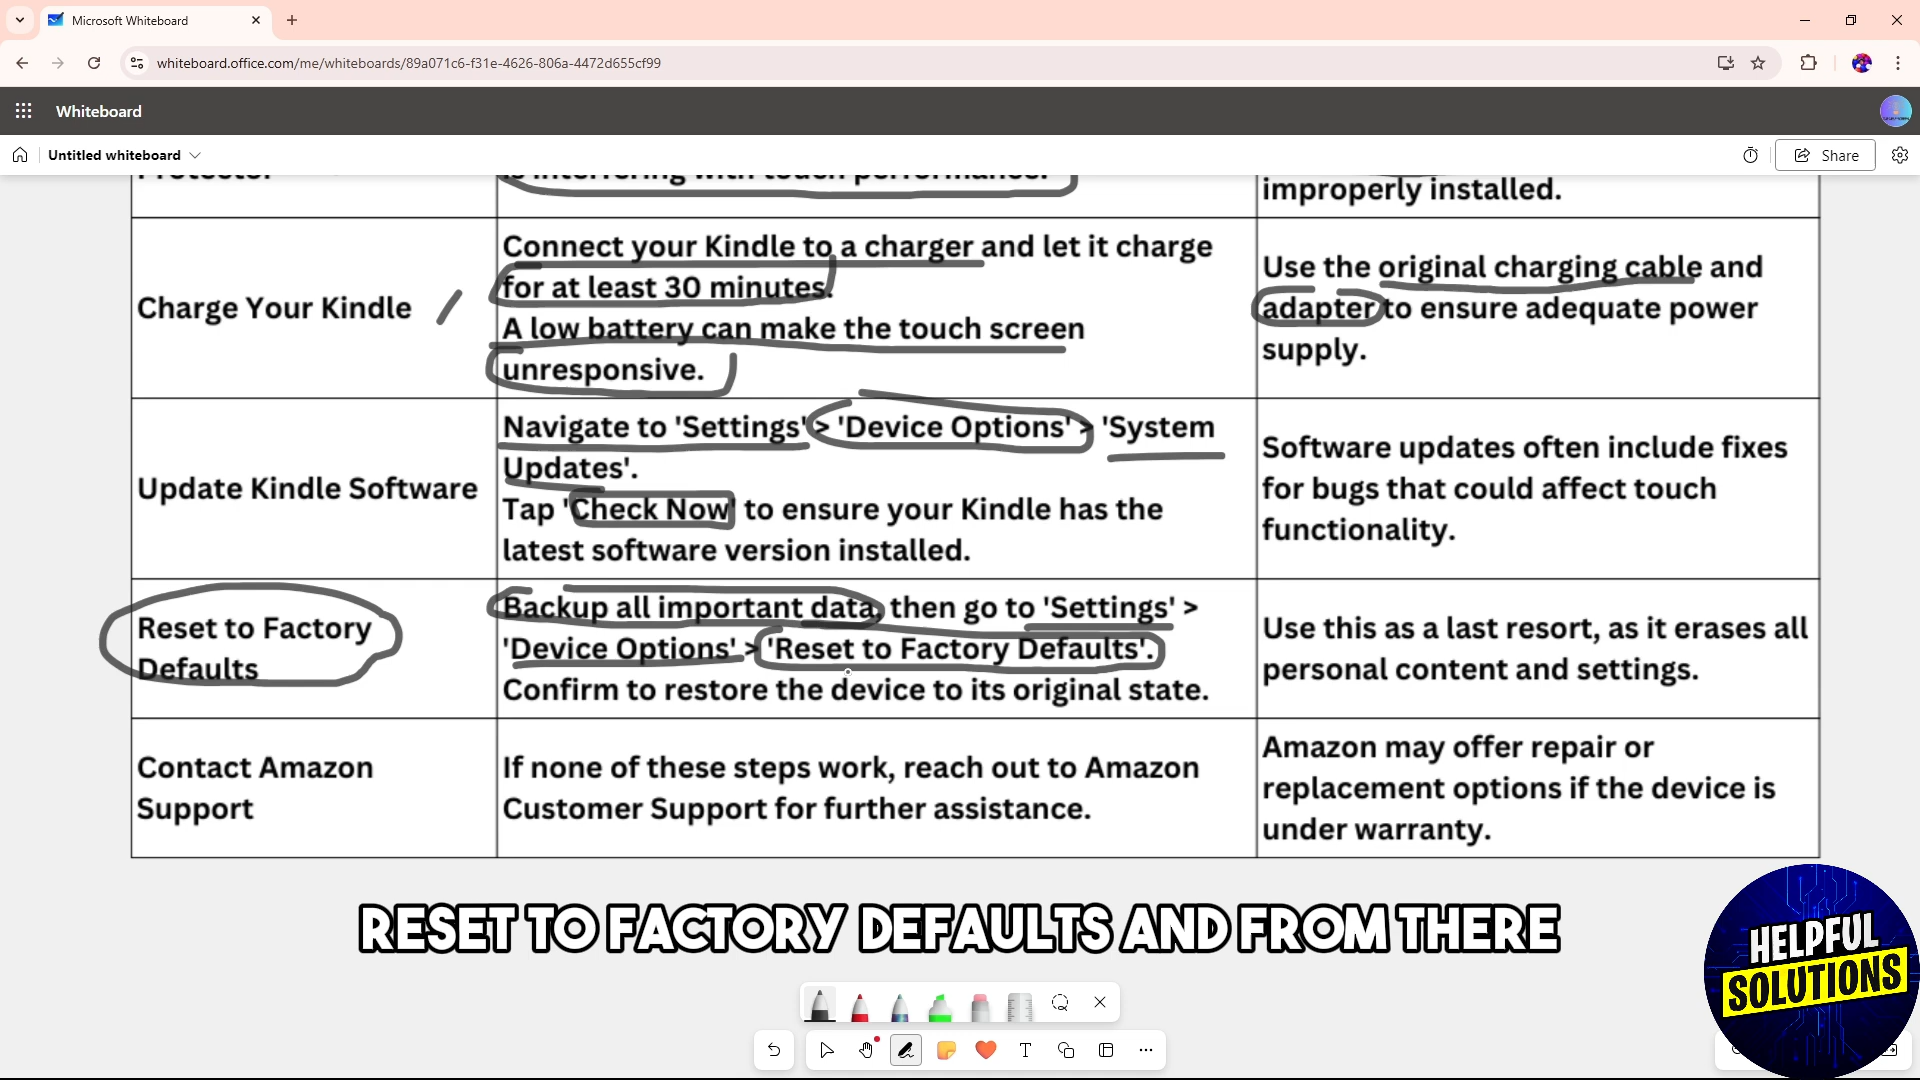 Microsoft Whiteboard
whiteboard.office.com/me/whiteboards/89a071c6-f31e-4626-806a-4472d655cf99
Whiteboard
Untitled whiteboard
Share
Protector
is interfering with touch performance.
improperly installed.
Charge Your Kindle
Connect your Kindle to a charger and let it charge
for at least 30 minutes.
A low battery can make the touch screen
unresponsive.
Use the original charging cable and
adapter to ensure adequate power
supply.
Update Kindle Software
Navigate to 'Settings' > 'Device Options' > 'System
Updates'.
Tap 'Check Now' to ensure your Kindle has the
latest software version installed.
Software updates often include fixes
for bugs that could affect touch
functionality.
Reset to Factory
Defaults
Backup all important data, then go to 'Settings' >
'Device Options' > 'Reset to Factory Defaults'.
Confirm to restore the device to its original state.
Use this as a last resort, as it erases all
personal content and settings.
Contact Amazon
Support
If none of these steps work, reach out to Amazon
Customer Support for further assistance.
Amazon may offer repair or
replacement options if the device is
under warranty.
RESET TO FACTORY DEFAULTS AND FROM THERE
HELPFUL
SOLUTIONS